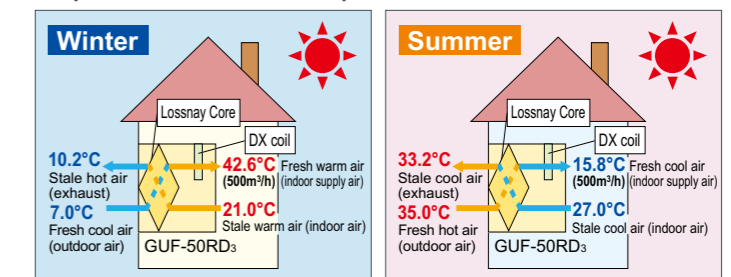 Winter
Lossnay Core
DX coil
10.2°C
Stale hot air
(exhaust)
42.6°C Fresh warm air
(500m³/h) (indoor supply air)
7.0°C
Fresh cool air
(outdoor air)
21.0°C
Stale warm air (indoor air)
GUF-50RD₃
Summer
Lossnay Core
DX coil
33.2°C
Stale cool air
(exhaust)
15.8°C Fresh cool air
(500m³/h) (indoor supply air)
35.0°C
Fresh hot air
(outdoor air)
27.0°C
Stale cool air (indoor air)
GUF-50RD₃